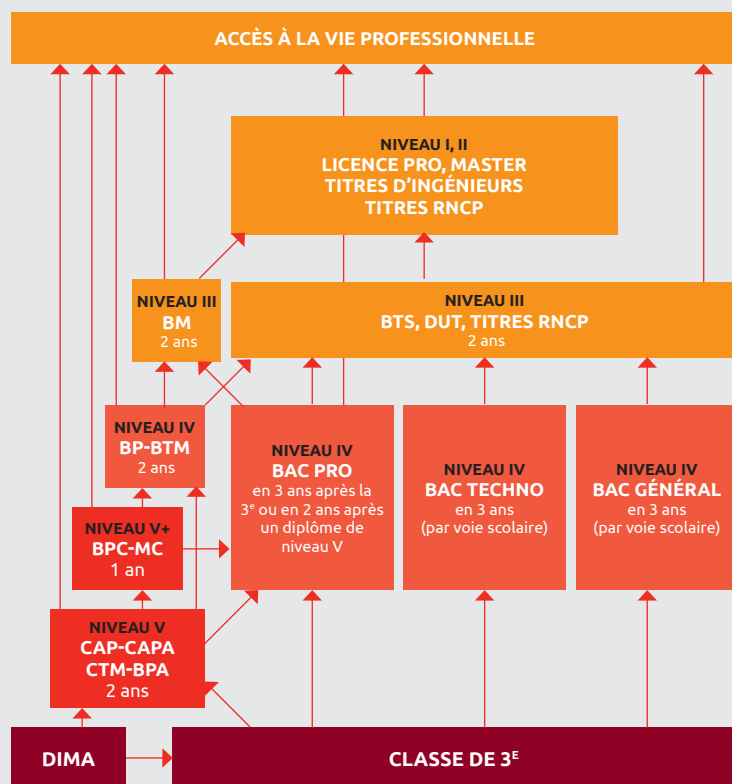 ACCÈS À LA VIE PROFESSIONNELLE
NIVEAU I, II
LICENCE PRO, MASTER
TITRES D'INGÉNIEURS
TITRES RNCP
NIVEAU III
BM
2 ans
NIVEAU III
BTS, DUT, TITRES RNCP
2 ans
NIVEAU IV
BP-BTM
2 ans
NIVEAU IV
BAC PRO
en 3 ans après la
3e ou en 2 ans après
un diplôme de
niveau V
NIVEAU IV
BAC TECHNO
en 3 ans
(par voie scolaire)
NIVEAU IV
BAC GÉNÉRAL
en 3 ans
(par voie scolaire)
NIVEAU V+
BPC-MC
1 an
NIVEAU V
CAP-CAPA
CTM-BPA
2 ans
DIMA
CLASSE DE 3E